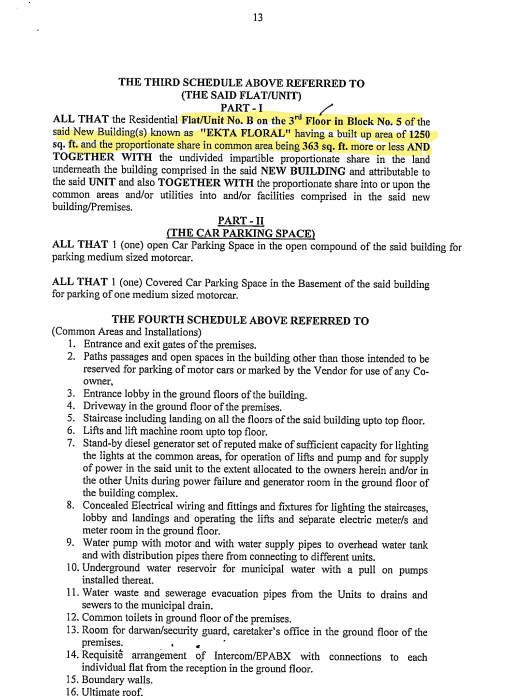 13
THE THIRD SCHEDULE ABOVE REFERRED TO
(THE SAID FLAT/UNIT)
PART - I
ALL THAT the Residential Flat/Unit No. B on the 3rd Floor in Block No. 5 of the
said New Building(s) known as "EKTA FLORAL" having a built up area of 1250
sq. ft. and the proportionate share in common area being 363 sq. ft. more or less AND
TOGETHER WITH the undivided impartible proportionate share in the land
underneath the building comprised in the said NEW BUILDING and attributable to
the said UNIT and also TOGETHER WITH the proportionate share into or upon the
common areas and/or utilities into and/or facilities comprised in the said new
building/Premises.
PART - II
(THE CAR PARKING SPACE)
ALL THAT 1 (one) open Car Parking Space in the open compound of the said building for
parking medium sized motorcar.
ALL THAT 1 (one) Covered Car Parking Space in the Basement of the said building
for parking of one medium sized motorcar.
THE FOURTH SCHEDULE ABOVE REFERRED TO
(Common Areas and Installations)
1. Entrance and exit gates of the premises.
2. Paths passages and open spaces in the building other than those intended to be
reserved for parking of motor cars or marked by the Vendor for use of any Co-
owner,
3. Entrance lobby in the ground floors of the building.
4. Driveway in the ground floor of the premises.
5. Staircase including landing on all the floors of the said building upto top floor.
6. Lifts and lift machine room upto top floor.
7. Stand-by diesel generator set of reputed make of sufficient capacity for lighting
the lights at the common areas, for operation of lifts and pump and for supply
of power in the said unit to the extent allocated to the owners herein and/or in
the other Units during power failure and generator room in the ground floor of
the building complex.
8. Concealed Electrical wiring and fittings and fixtures for lighting the staircases,
lobby and landings and operating the lifts and separate electric meter/s and
meter room in the ground floor.
9. Water pump with motor and with water supply pipes to overhead water tank
and with distribution pipes there from connecting to different units.
10. Underground water reservoir for municipal water with a pull on pumps
installed thereat.
11. Water waste and sewerage evacuation pipes from the Units to drains and
sewers to the municipal drain.
12. Common toilets in ground floor of the premises.
13. Room for darwan/security guard, caretaker's office in the ground floor of the
premises.
14. Requisite arrangement of Intercom/EPABX with connections to each
individual flat from the reception in the ground floor.
15. Boundary walls.
16. Ultimate roof.